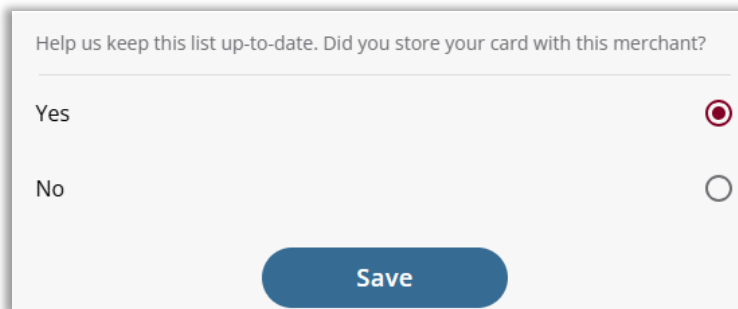 Help us keep this list up-to-date. Did you store your card with this merchant?
Yes
No
Save